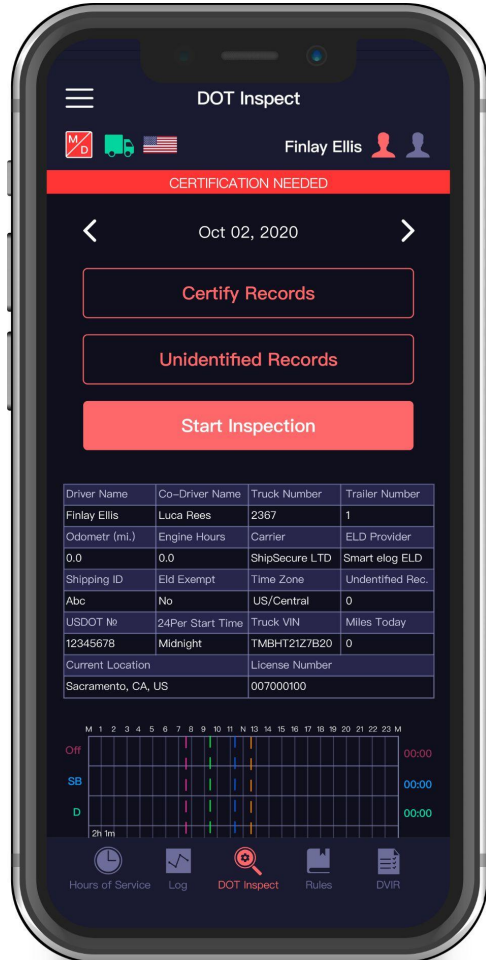 DOT Inspect
M/D
Finlay Ellis
CERTIFICATION NEEDED
Oct 02, 2020
Certify Records
Unidentified Records
Start Inspection
Driver Name Co-Driver Name Truck Number Trailer Number
Finlay Ellis Luca Rees 2367 1
Odometr (mi.) Engine Hours Carrier ELD Provider
0.0 0.0 ShipSecure LTD Smart elog ELD
Shipping ID Eld Exempt Time Zone Undentified Rec.
Abc No US/Central 0
USDOT № 24Per Start Time Truck VIN Miles Today
12345678 Midnight TMBHT21Z7B20 0
Current Location License Number
Sacramento, CA, US 007000100
M 1 2 3 4 5 6 7 8 9 10 11 N 13 14 15 16 17 18 19 20 21 22 23 M
Off 00:00
SB 00:00
D 00:00
2h 1m
Hours of Service Log DOT Inspect Rules DVIR